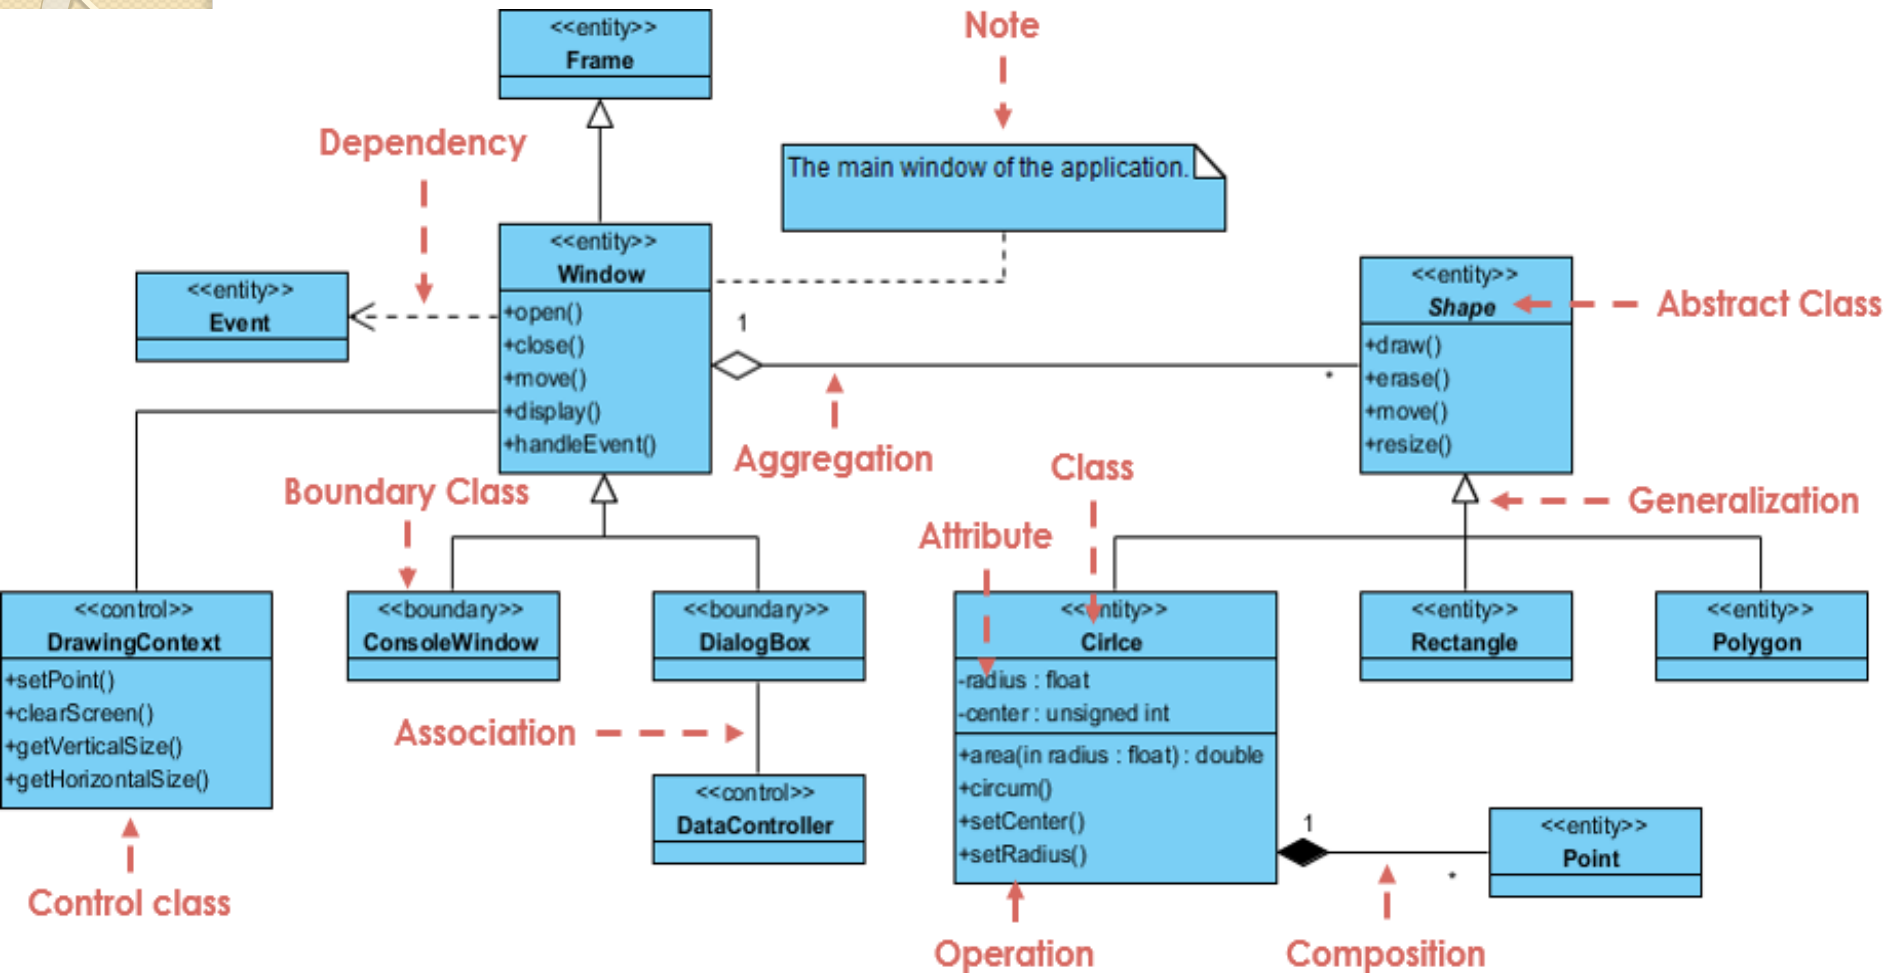 <<entity>>
Frame
Note
Dependency
The main window of the application.
<<entity>>
Window
+open()
+close()
+move()
+display()
+handleEvent()
<<entity>>
Event
1
*
<<entity>>
Shape
+draw()
+erase()
+move()
+resize()
Abstract Class
Aggregation
Class
Boundary Class
Generalization
Attribute
<<control>>
DrawingContext
+setPoint()
+clearScreen()
+getVerticalSize()
+getHorizontalSize()
<<boundary>>
ConsoleWindow
<<boundary>>
DialogBox
<<entity>>
Cirlce
-radius : float
-center : unsigned int
+area(in radius : float) : double
+circum()
+setCenter()
+setRadius()
<<entity>>
Rectangle
<<entity>>
Polygon
Association
<<control>>
DataController
1
*
<<entity>>
Point
Control class
Operation
Composition